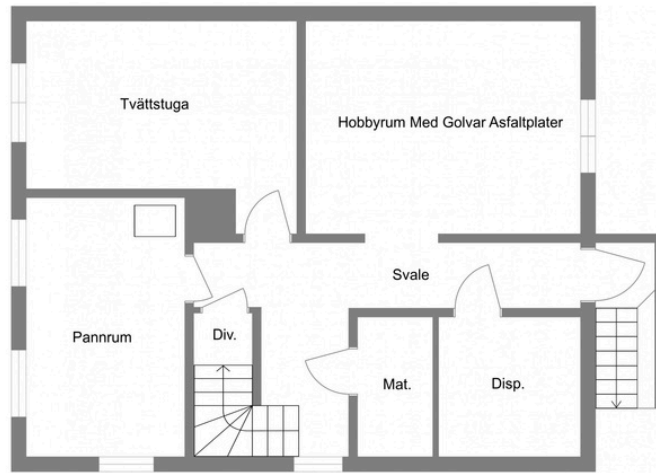 Tvättstuga
Hobbyrum Med Golvar Asfaltplater
Svale
Pannrum
Div.
Mat.
Disp.